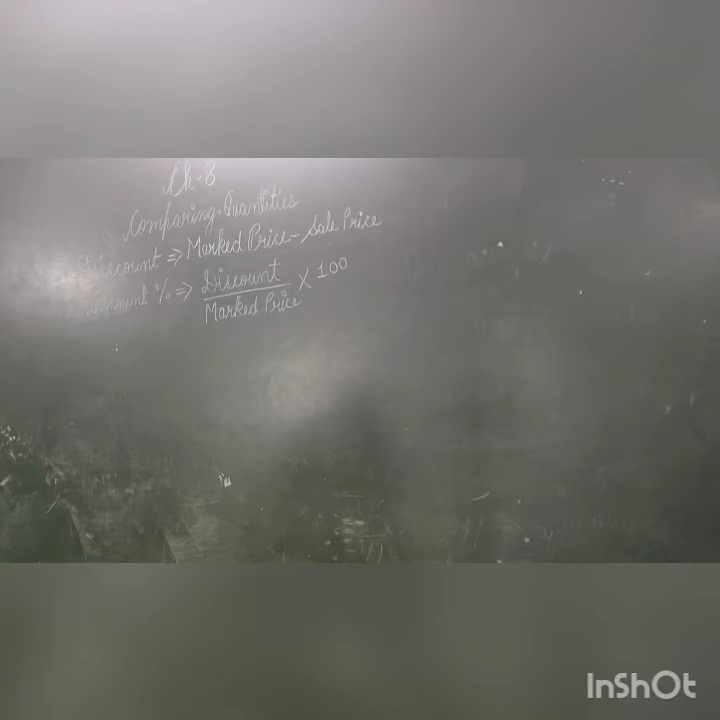 Ch-8
Comparing Quantities
Discount ⇒ Marked Price - Sale Price
Discount % ⇒ Discount / Marked Price × 100
InShOt